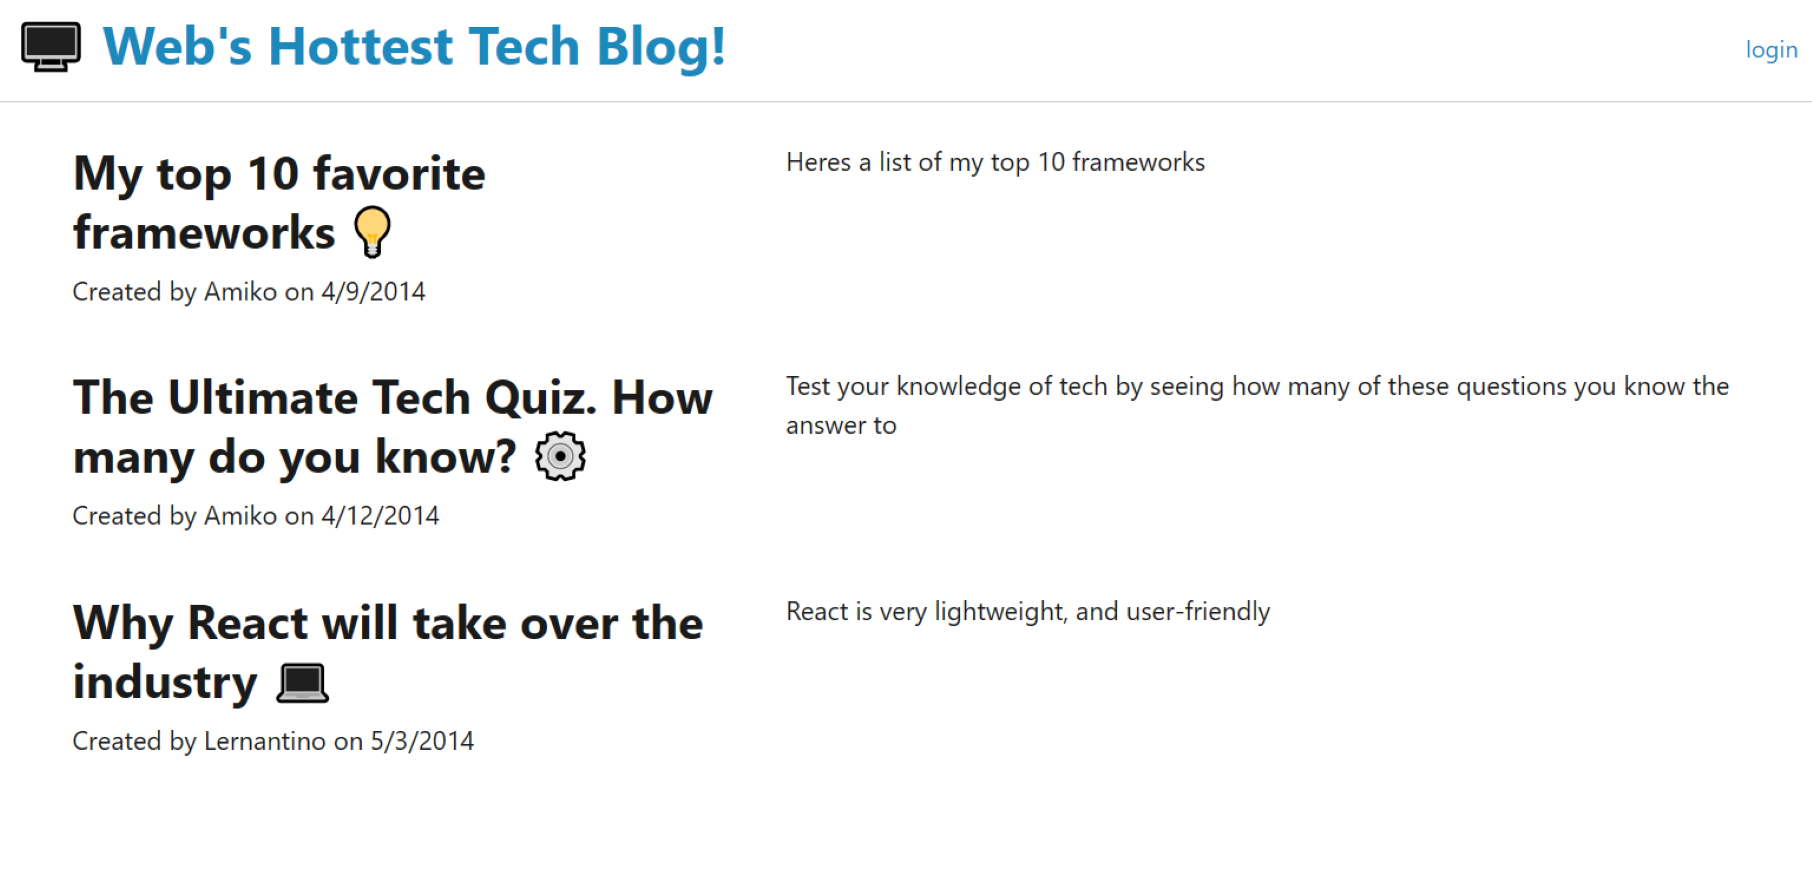 Web's Hottest Tech Blog!
login
My top 10 favorite
frameworks
Created by Amiko on 4/9/2014
Heres a list of my top 10 frameworks
The Ultimate Tech Quiz. How
many do you know?
Created by Amiko on 4/12/2014
Test your knowledge of tech by seeing how many of these questions you know the
answer to
Why React will take over the
industry
Created by Lernantino on 5/3/2014
React is very lightweight, and user-friendly